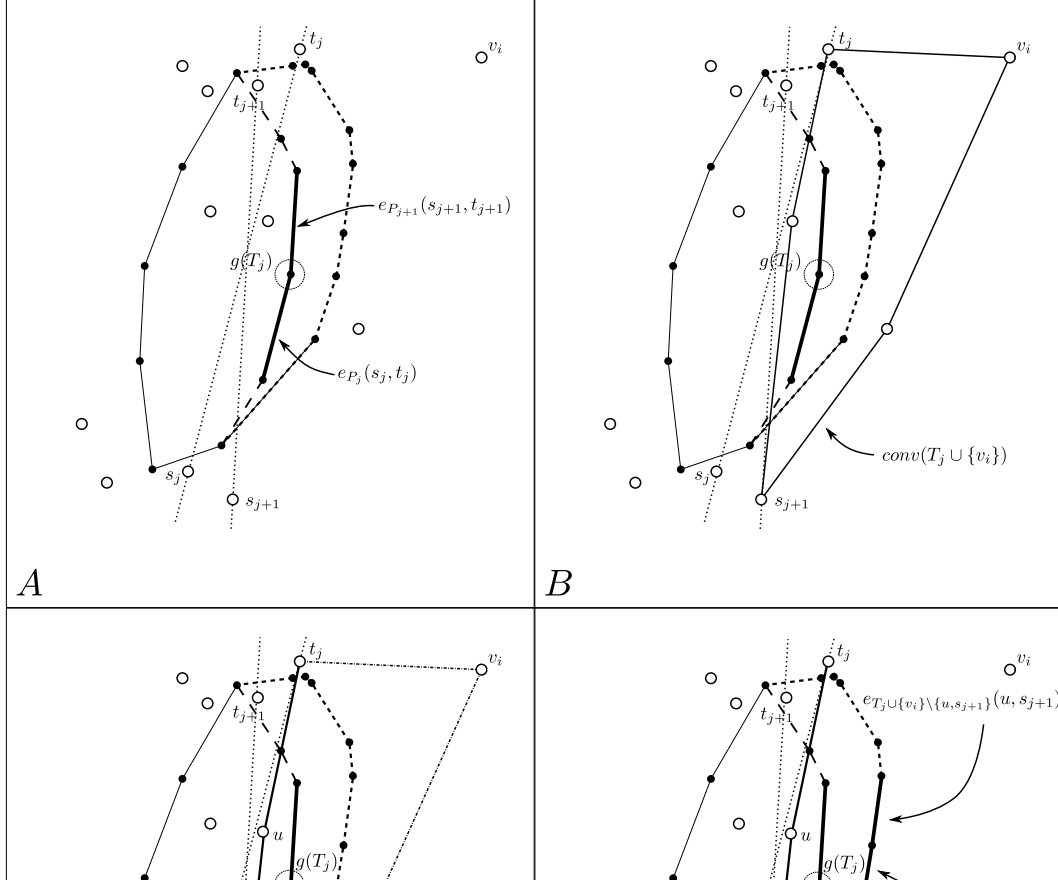 t_j
v_i
t_{j+1}
e_{P_{j+1}}(s_{j+1}, t_{j+1})
g(T_j)
e_{P_j}(s_j, t_j)
s_j
s_{j+1}
A
t_j
v_i
t_{j+1}
g(T_j)
conv(T_j ∪ {v_i})
s_j
s_{j+1}
B
t_j
v_i
t_{j+1}
u
g(T_j)
t_j
v_i
e_{T_j∪{v_i}\{u,s_{j+1}}}(u, s_{j+1})
t_{j+1}
u
g(T_j)